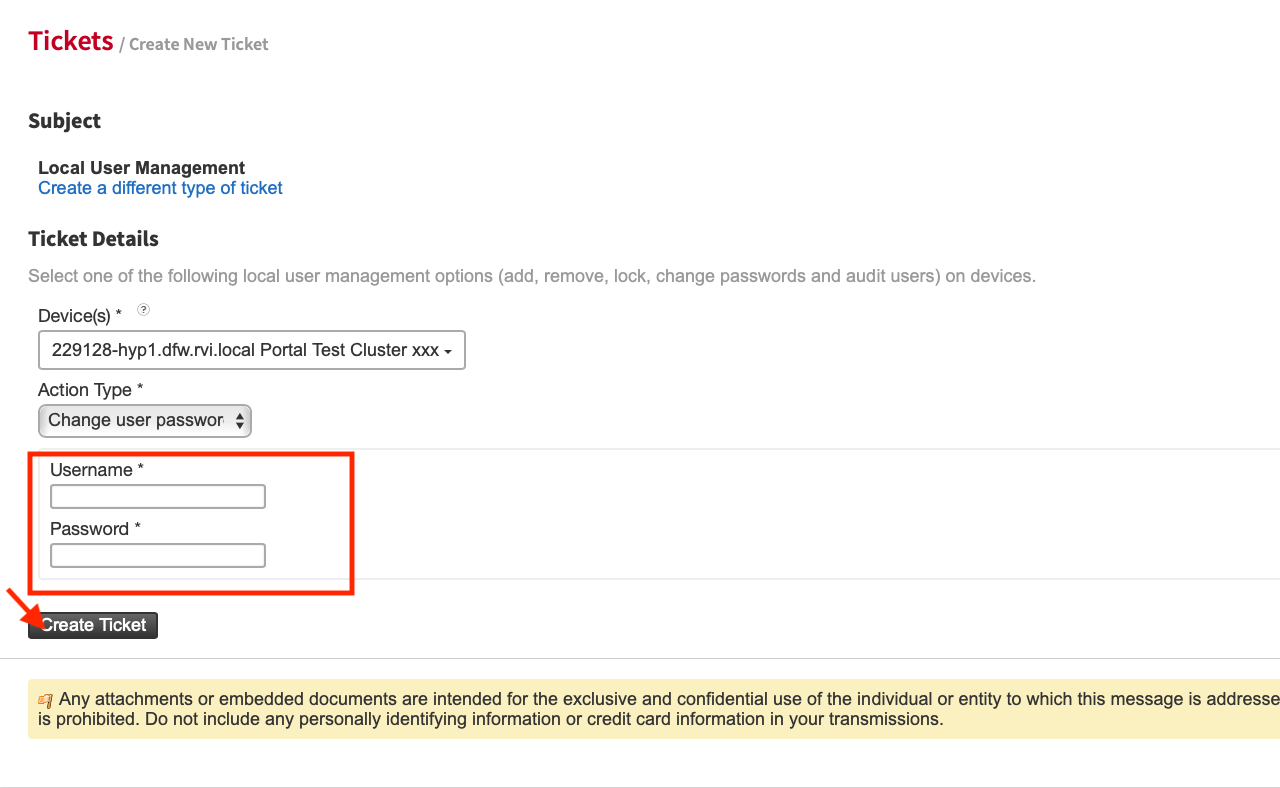 Tickets / Create New Ticket
Subject
Local User Management
Create a different type of ticket
Ticket Details
Select one of the following local user management options (add, remove, lock, change passwords and audit users) on devices.
Device(s) * ?
229128-hyp1.dfw.rvi.local Portal Test Cluster xxx
Action Type *
Change user passwor
Username *
Password *
Create Ticket
Any attachments or embedded documents are intended for the exclusive and confidential use of the individual or entity to which this message is addresse
is prohibited. Do not include any personally identifying information or credit card information in your transmissions.